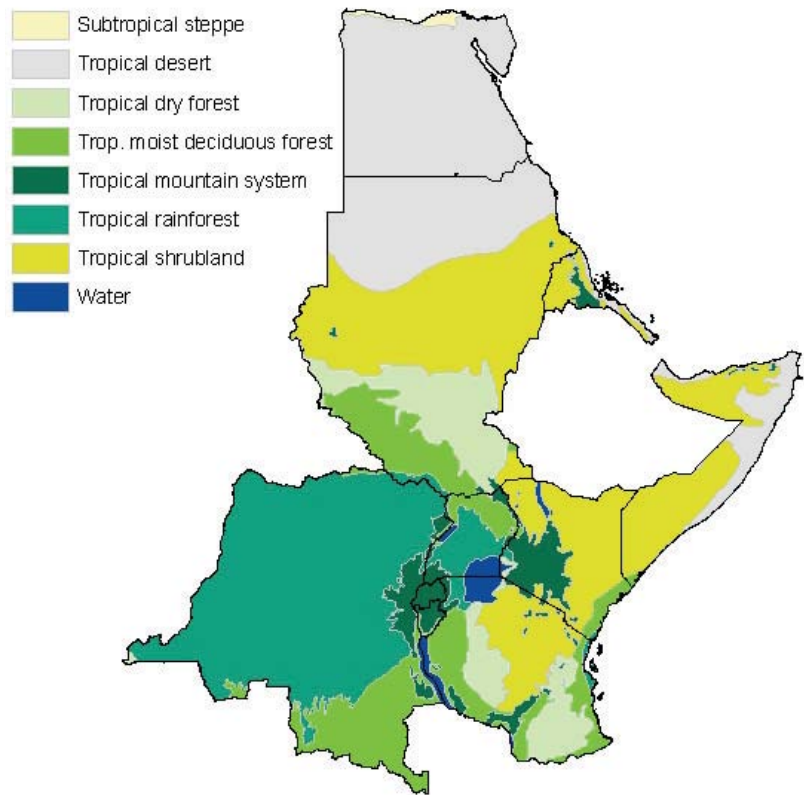 Subtropical steppe
Tropical desert
Tropical dry forest
Trop. moist deciduous forest
Tropical mountain system
Tropical rainforest
Tropical shrubland
Water